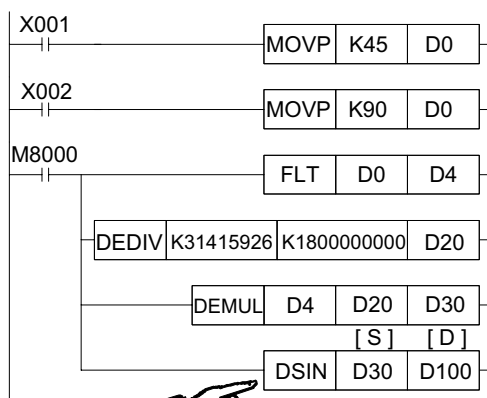 X001
MOVP K45 D0
X002
MOVP K90 D0
M8000
FLT D0 D4
DEDIV K31415926 K1800000000 D20
DEMUL D4 D20 D30
[ S ] [ D ]
DSIN D30 D100